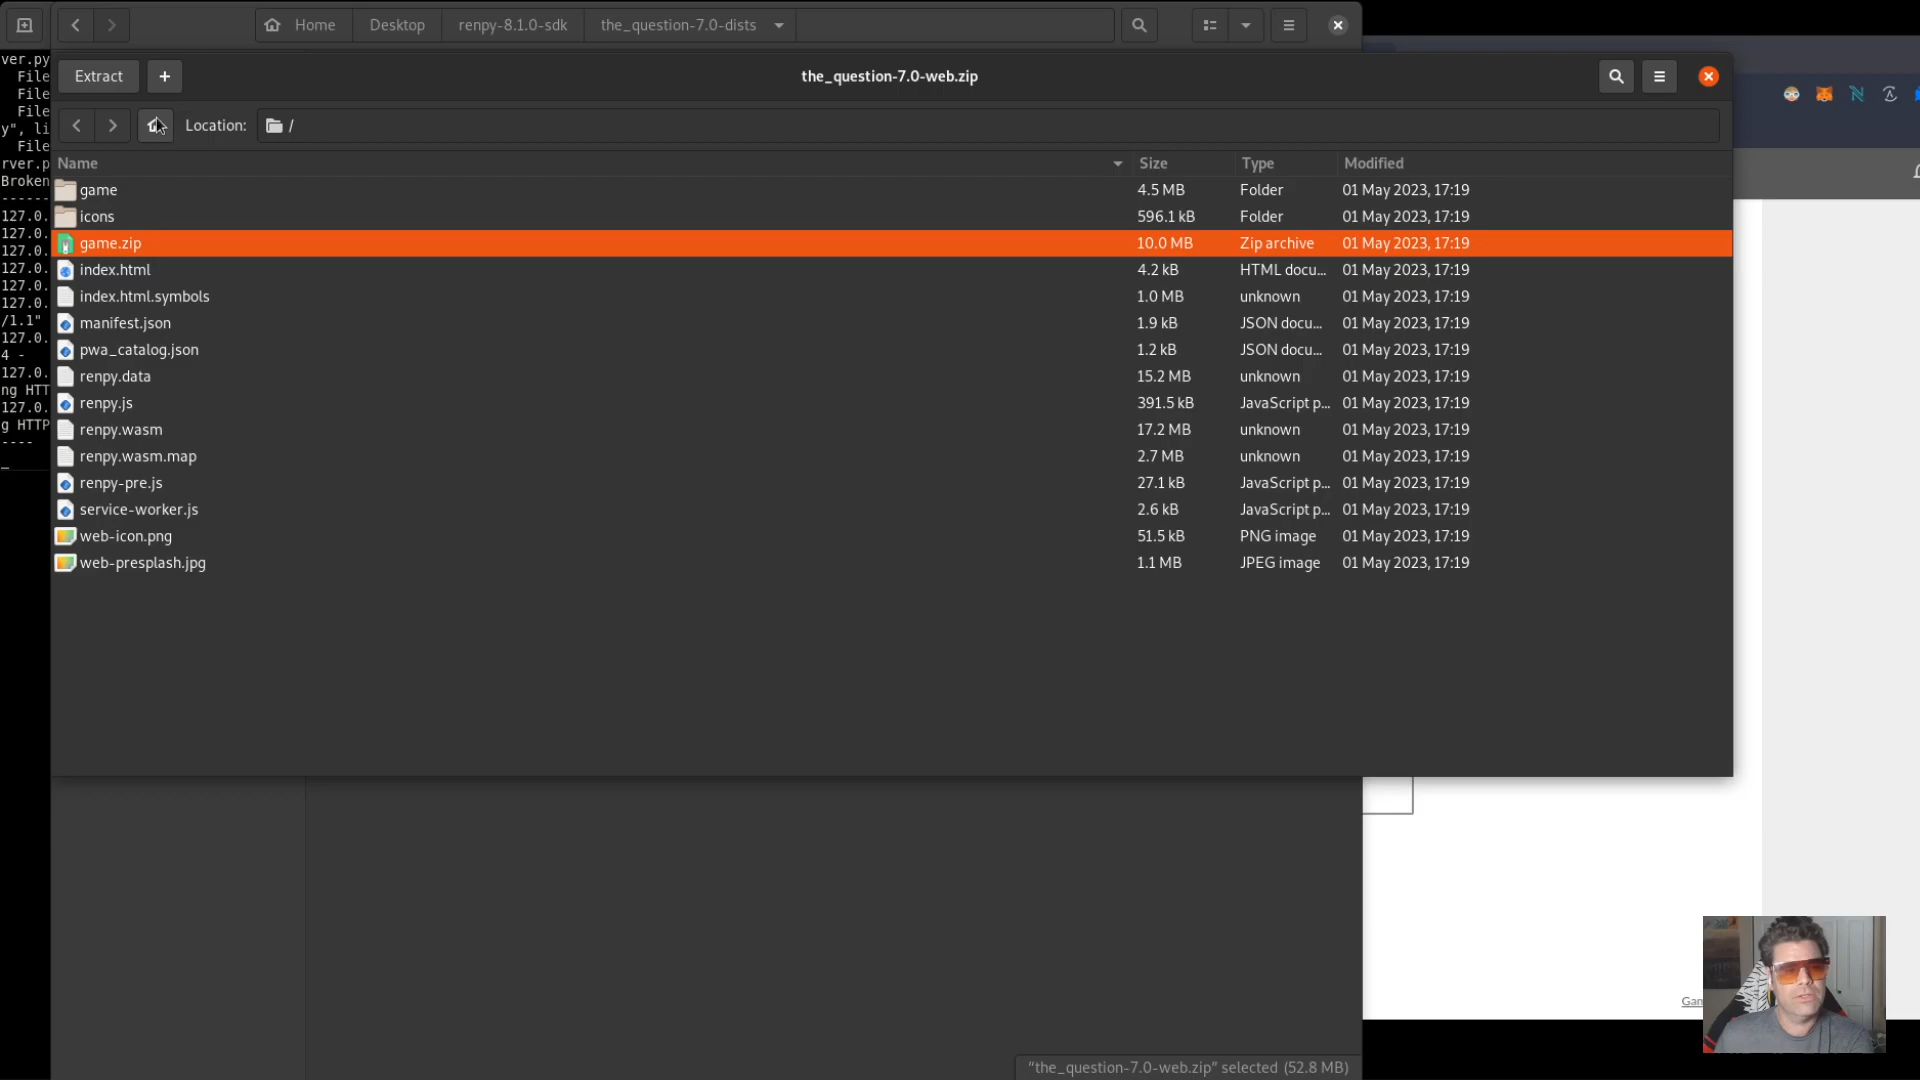 Home Desktop renpy-8.1.0-sdk the_question-7.0-dists
Extract + the_question-7.0-web.zip
Location: /
Name Size Type Modified
game 4.5 MB Folder 01 May 2023, 17:19
icons 596.1 kB Folder 01 May 2023, 17:19
game.zip 10.0 MB Zip archive 01 May 2023, 17:19
index.html 4.2 kB HTML docu... 01 May 2023, 17:19
index.html.symbols 1.0 MB unknown 01 May 2023, 17:19
manifest.json 1.9 kB JSON docu... 01 May 2023, 17:19
pwa_catalog.json 1.2 kB JSON docu... 01 May 2023, 17:19
renpy.data 15.2 MB unknown 01 May 2023, 17:19
renpy.js 391.5 kB JavaScript p... 01 May 2023, 17:19
renpy.wasm 17.2 MB unknown 01 May 2023, 17:19
renpy.wasm.map 2.7 MB unknown 01 May 2023, 17:19
renpy-pre.js 27.1 kB JavaScript p... 01 May 2023, 17:19
service-worker.js 2.6 kB JavaScript p... 01 May 2023, 17:19
web-icon.png 51.5 kB PNG image 01 May 2023, 17:19
web-presplash.jpg 1.1 MB JPEG image 01 May 2023, 17:19
"the_question-7.0-web.zip" selected (52.8 MB)
ver.py
File
File
File
y", li
File
rver.p
Broken
------
127.0.
127.0.
127.0.
127.0.
127.0.
127.0.
/1.1"
127.0.
4 -
127.0.
ng HTT
127.0.
g HTTP
----
_
Gam